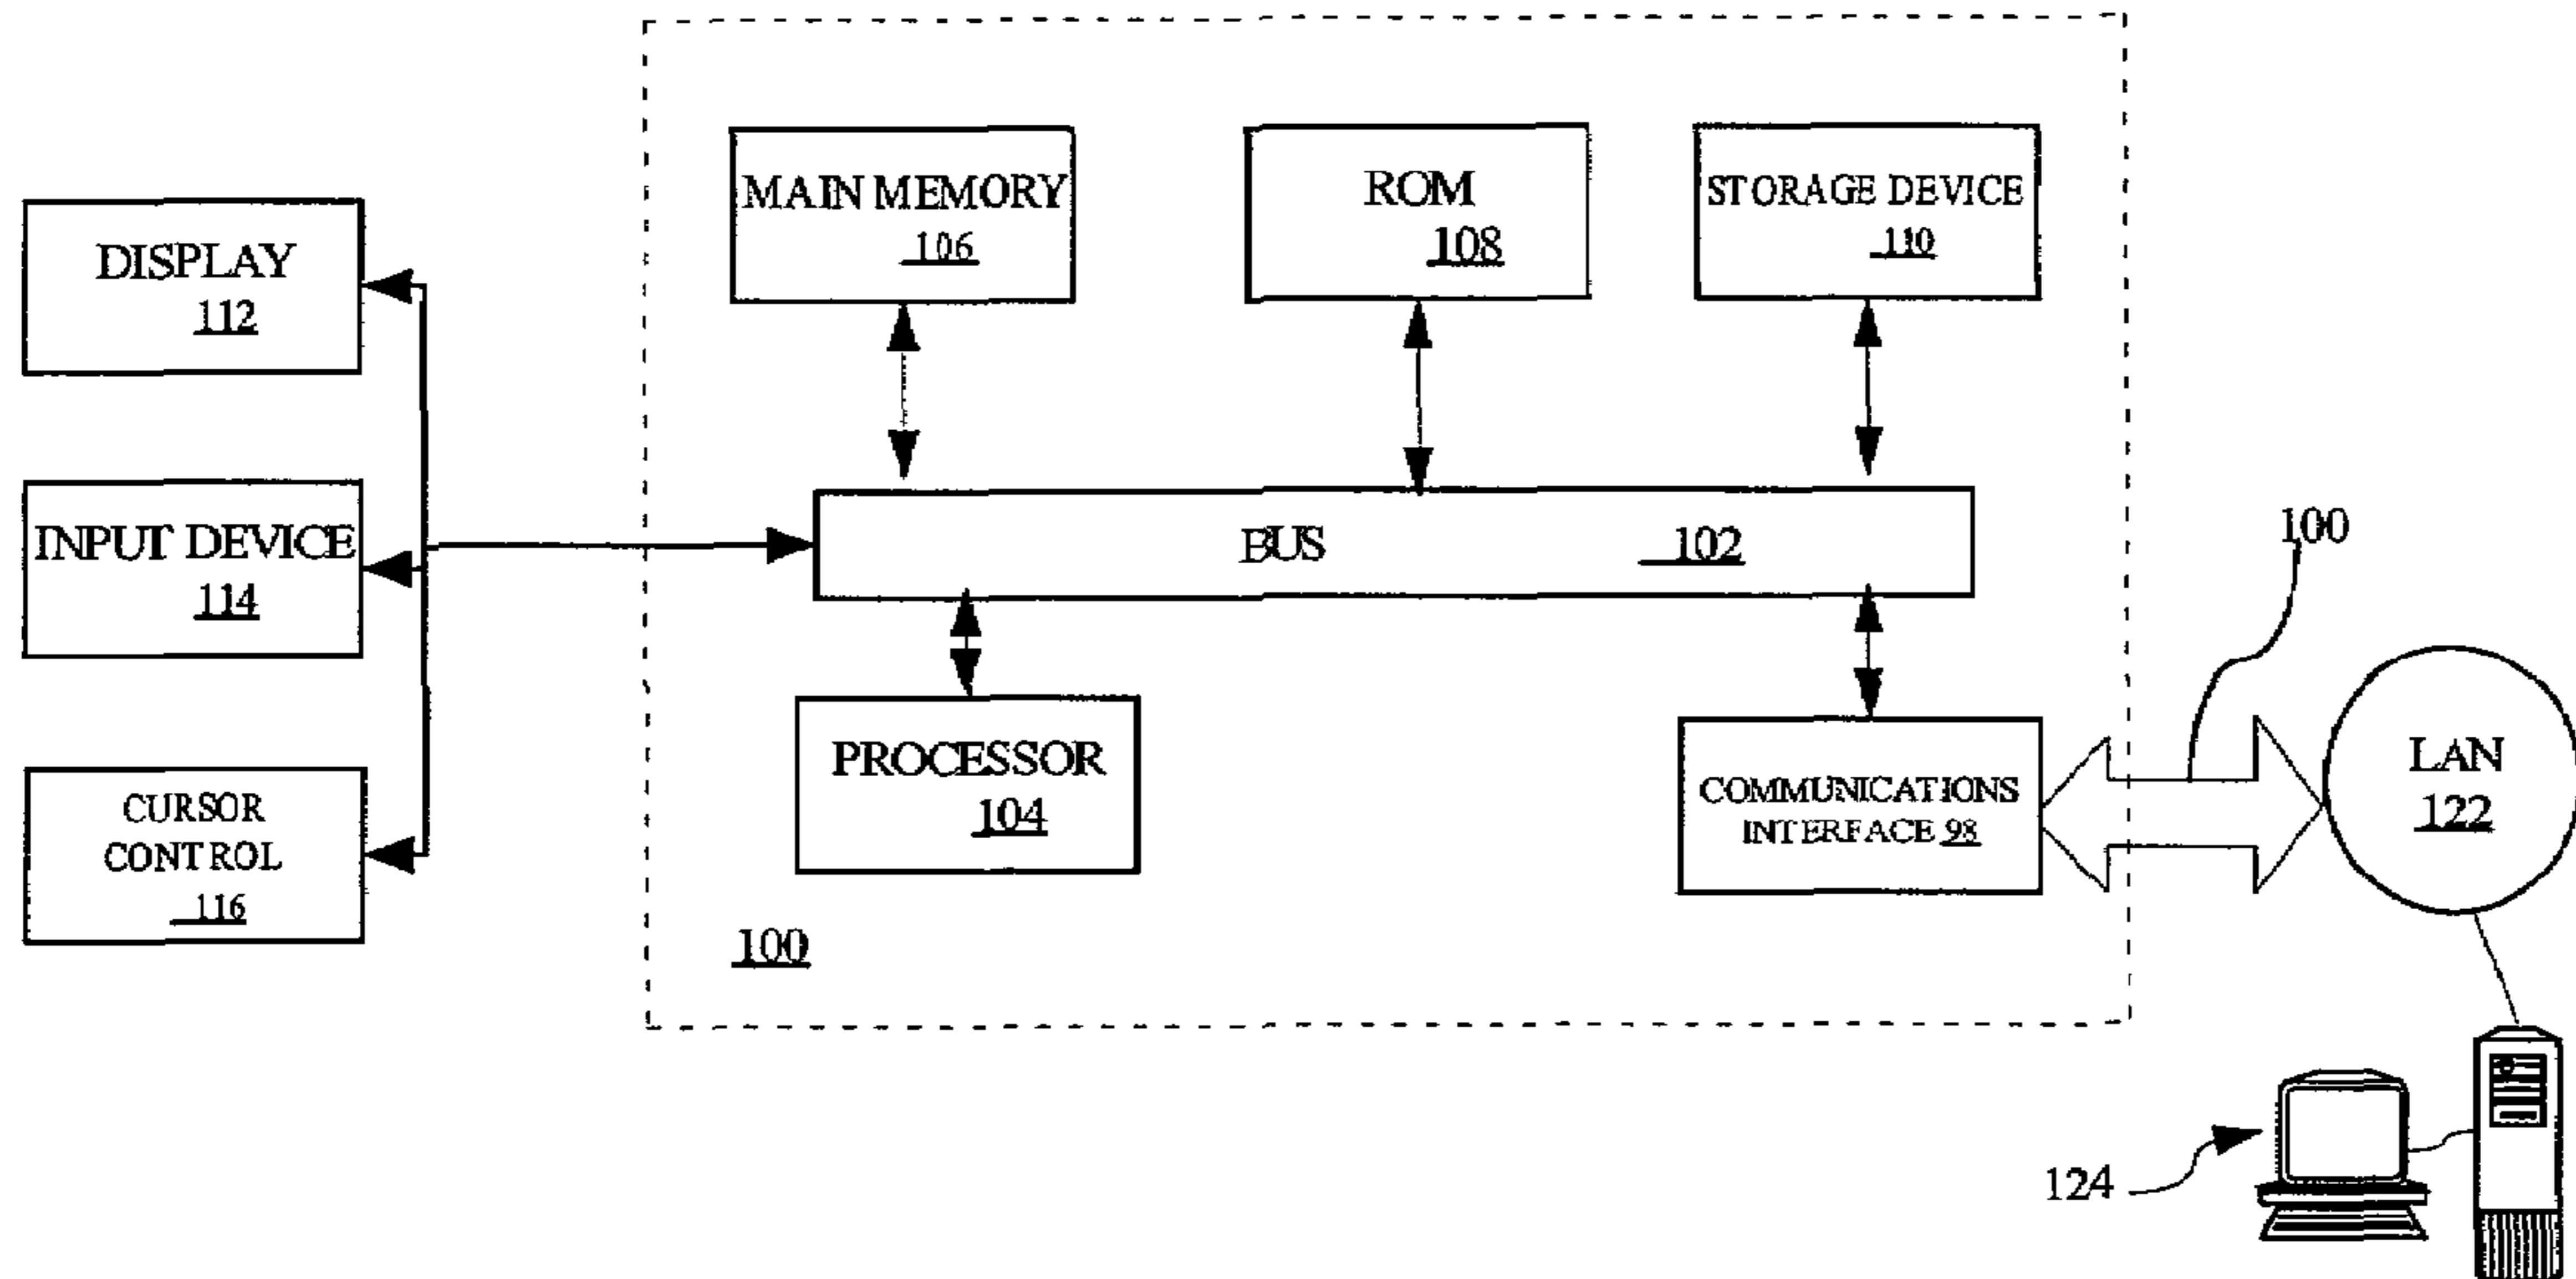 MAIN MEMORY
106
ROM
108
STORAGE DEVICE
110
DISPLAY
112
INPUT DEVICE
114
CURSOR
CONTROL
116
BUS 102
PROCESSOR
104
COMMUNICATIONS
INTERFACE 98
100
100
LAN
122
124